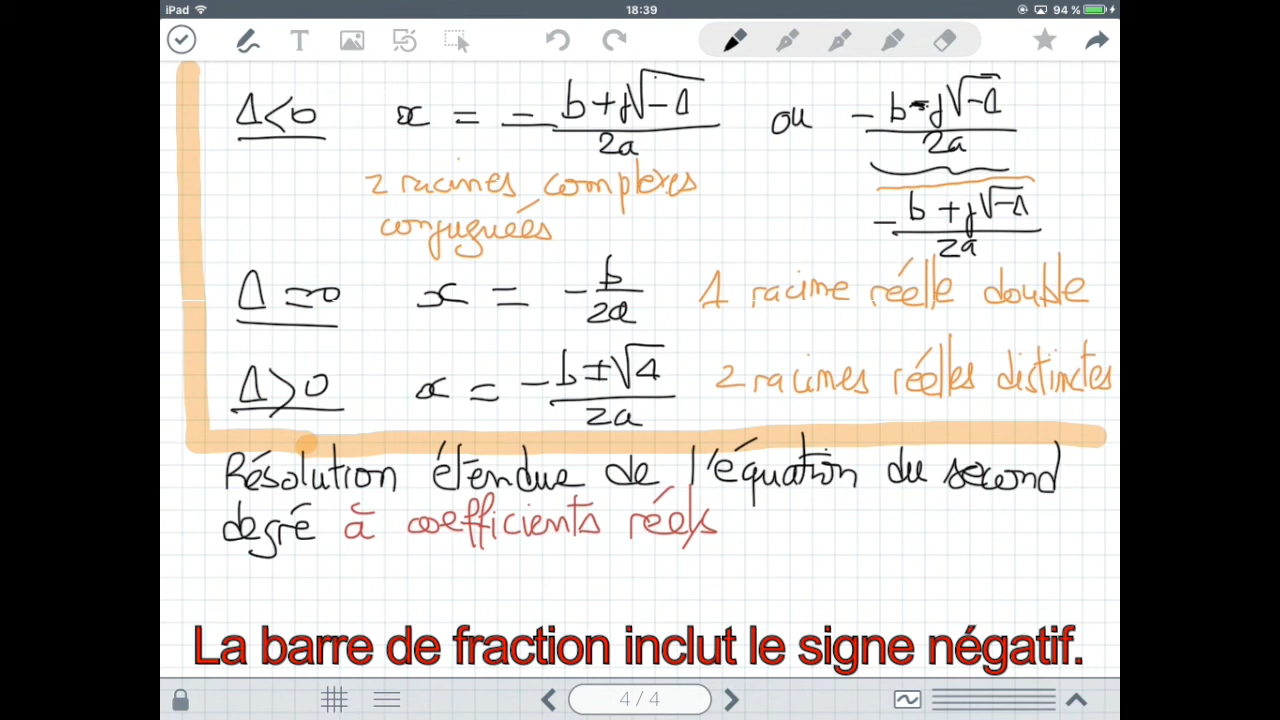 iPad 18:39 94 %
T
Δ<0 x = -b+j√-Δ / 2a ou -b-j√-Δ / 2a
2 racines complexes
conjuguées
-b+j√-Δ / 2a
Δ=0 x = -b/2a 1 racine réelle double
Δ>0 x = -b±√Δ / 2a 2 racines réelles distinctes
Résolution étendue de l'équation du second
degré à coefficients réels
La barre de fraction inclut le signe négatif.
4 / 4